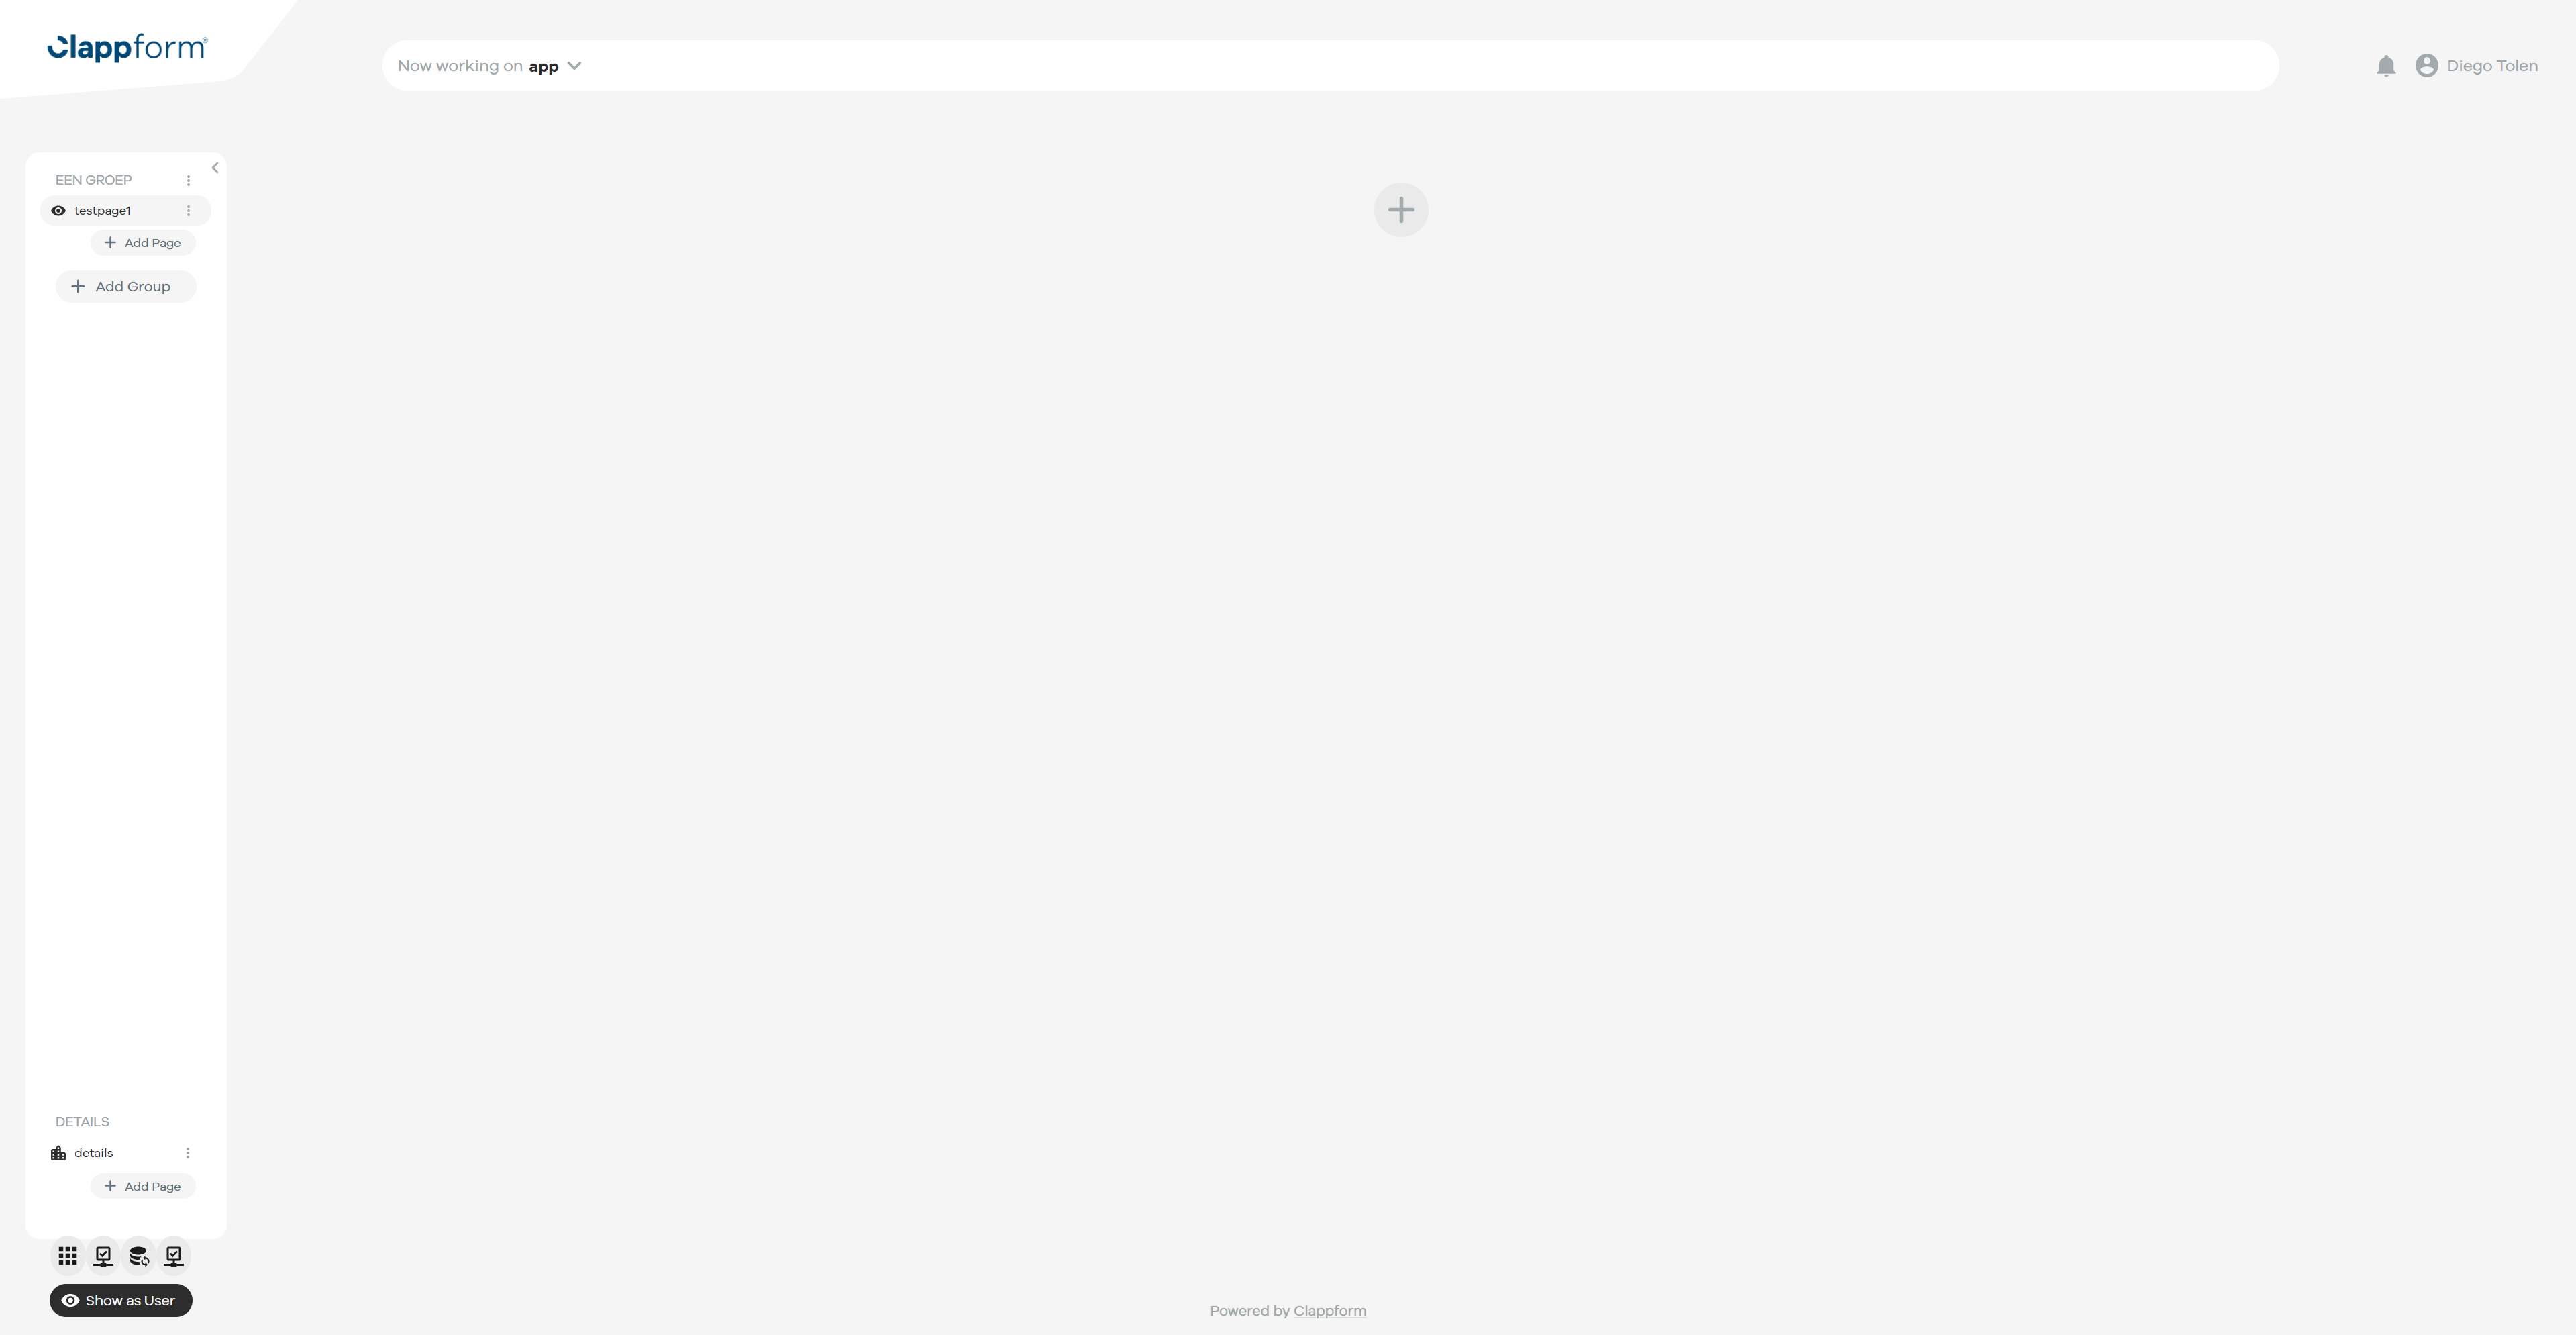 Clappform®
Now working on app
Diego Tolen
EEN GROEP
testpage1
Add Page
Add Group
DETAILS
details
Add Page
Show as User
Powered by Clappform